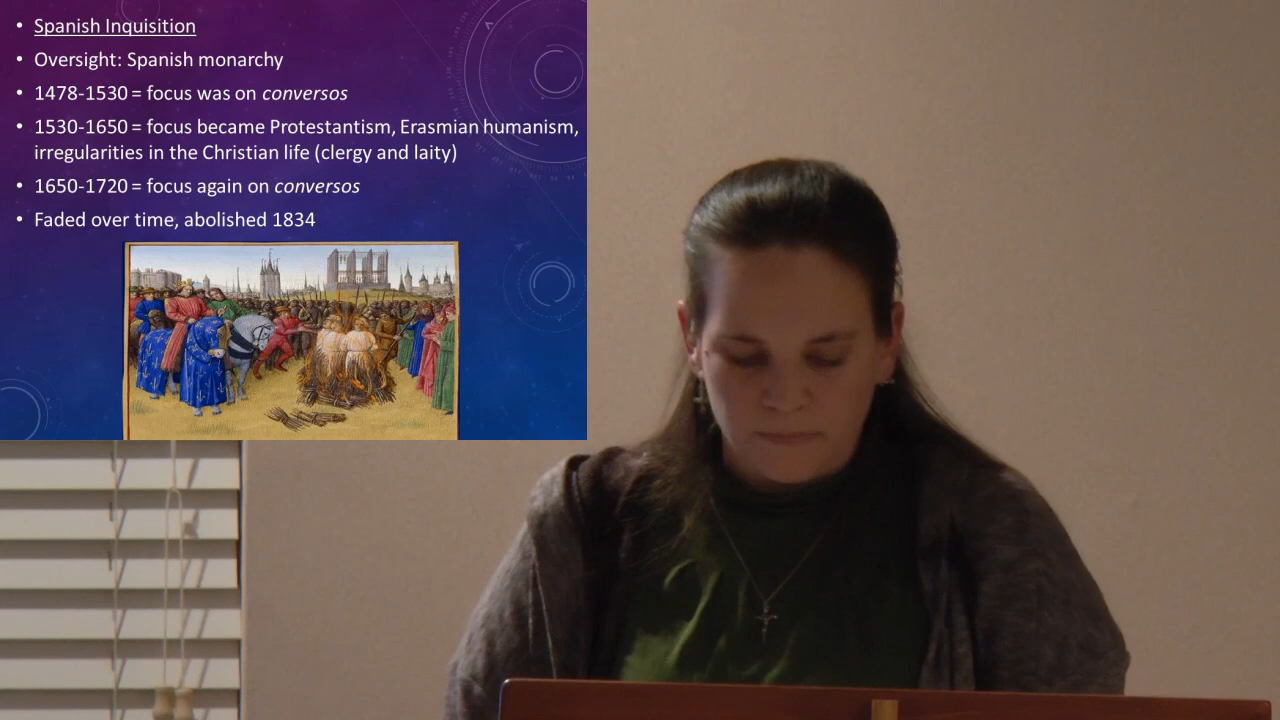 • Spanish Inquisition
• Oversight: Spanish monarchy
• 1478-1530 = focus was on conversos
• 1530-1650 = focus became Protestantism, Erasmian humanism,
irregularities in the Christian life (clergy and laity)
• 1650-1720 = focus again on conversos
• Faded over time, abolished 1834